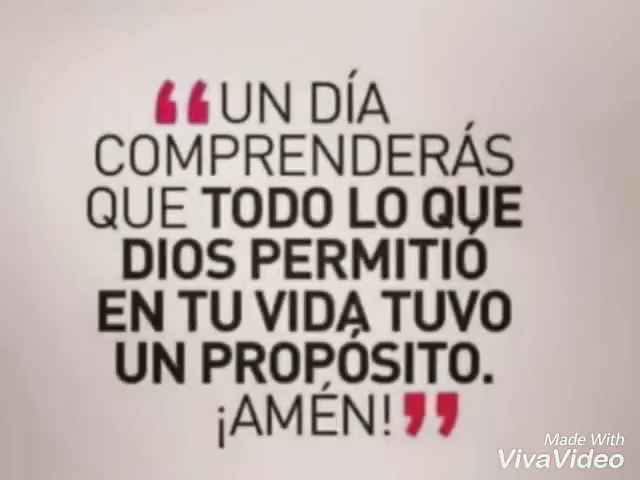 ❝UN DÍA
COMPRENDERÁS
QUE TODO LO QUE
DIOS PERMITIÓ
EN TU VIDA TUVO
UN PROPÓSITO.
¡AMÉN!❞
Made With
VivaVideo